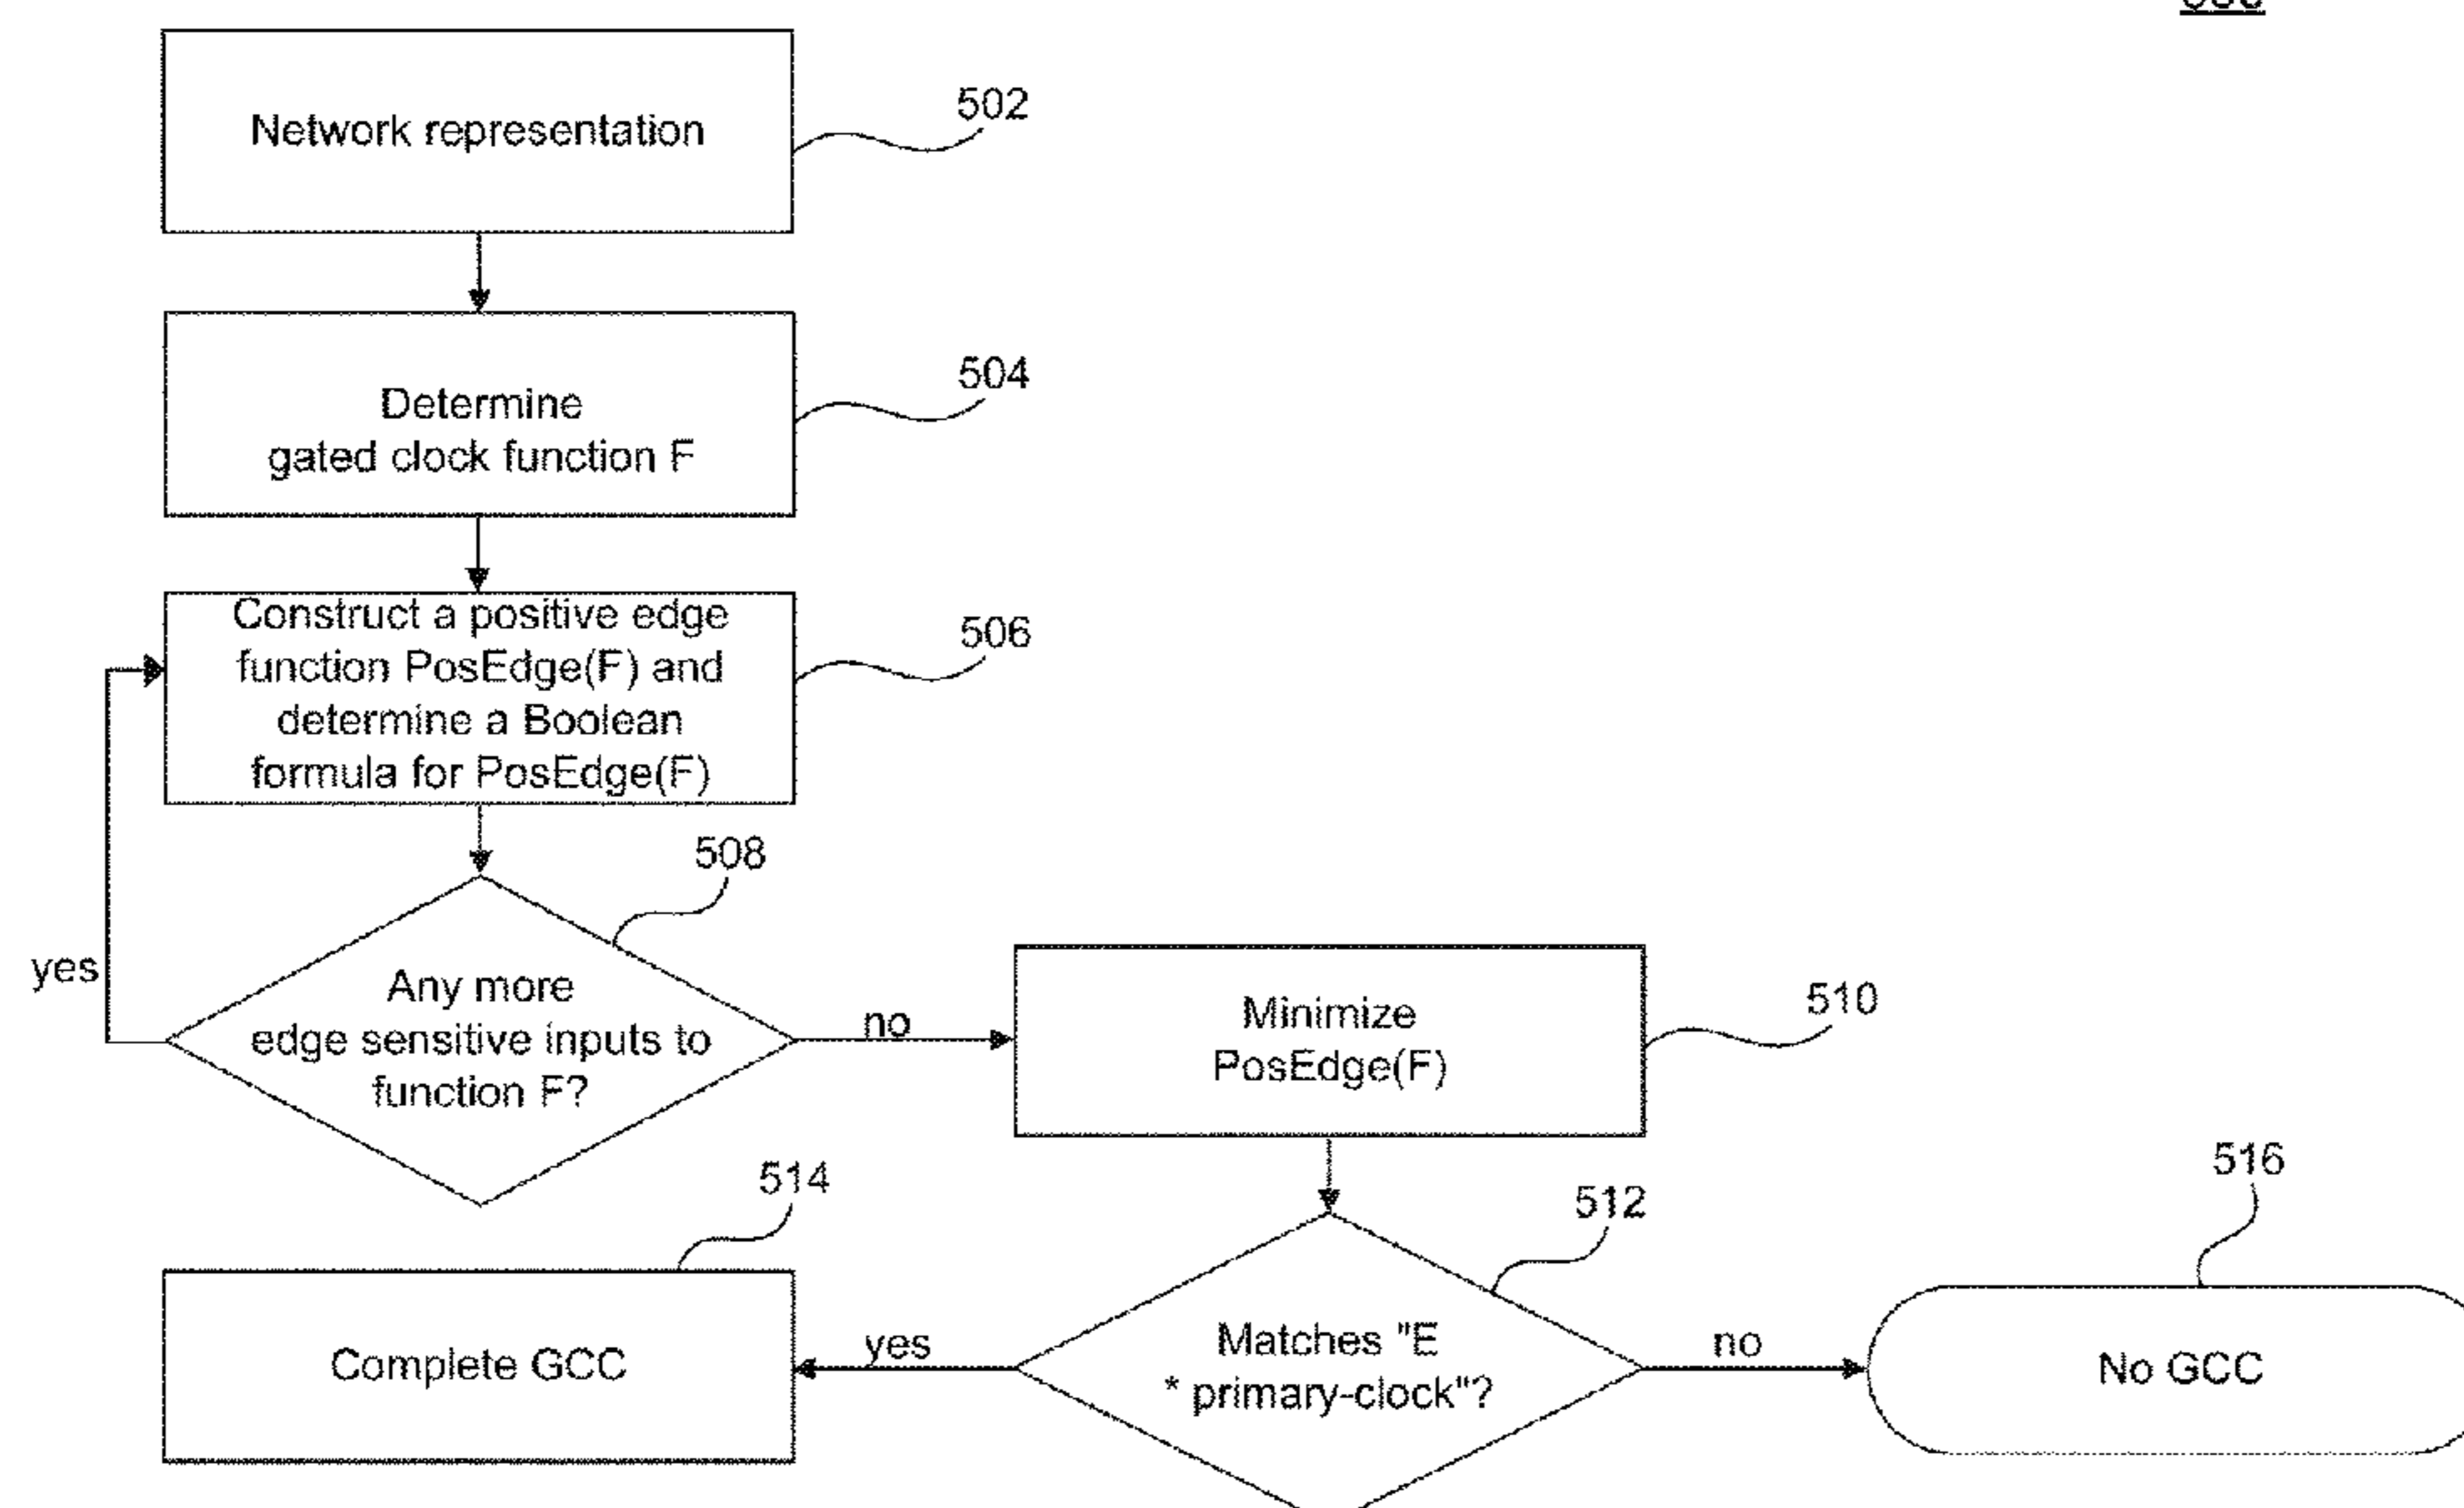 Network representation
502
Determine
gated clock function F
504
Construct a positive edge
function PosEdge(F) and
determine a Boolean
formula for PosEdge(F)
506
508
yes
Any more
edge sensitive inputs to
function F?
no
Minimize
PosEdge(F)
510
514
512
516
Complete GCC
yes
Matches "E
* primary-clock"?
no
No GCC